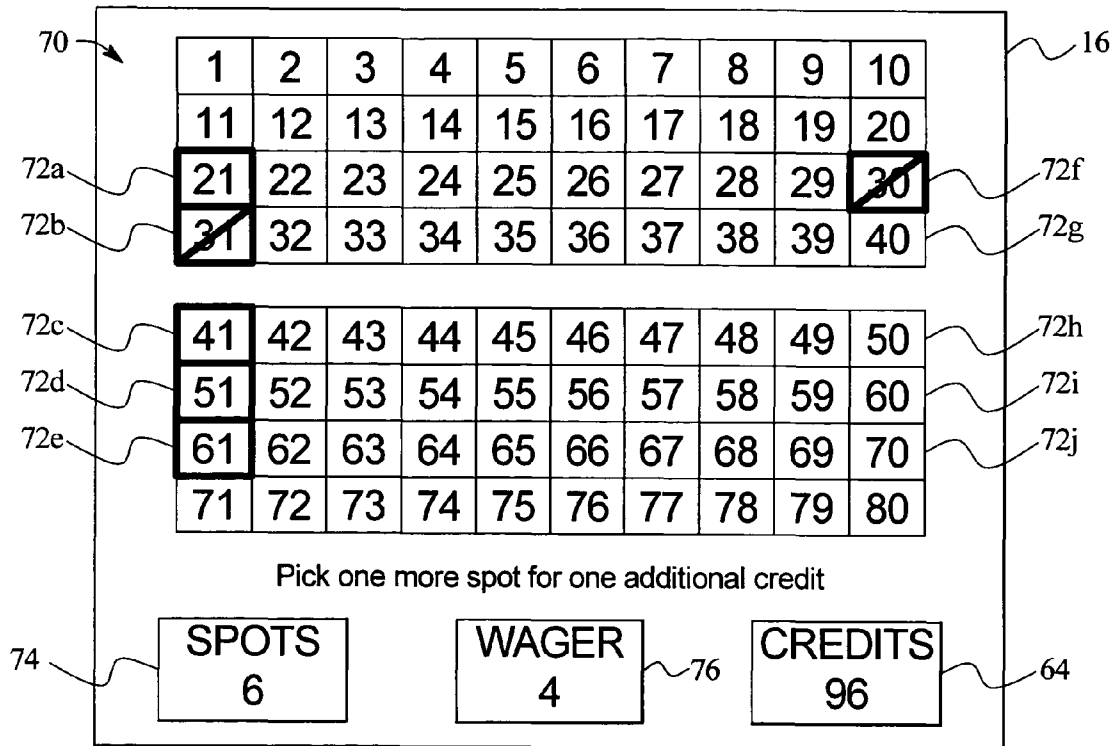 70
16
1 2 3 4 5 6 7 8 9 10
11 12 13 14 15 16 17 18 19 20
72a 21 22 23 24 25 26 27 28 29 30 72f
72b 31 32 33 34 35 36 37 38 39 40 72g
72c 41 42 43 44 45 46 47 48 49 50 72h
72d 51 52 53 54 55 56 57 58 59 60 72i
72e 61 62 63 64 65 66 67 68 69 70 72j
71 72 73 74 75 76 77 78 79 80
Pick one more spot for one additional credit
SPOTS WAGER CREDITS
74 76 64
6 4 96